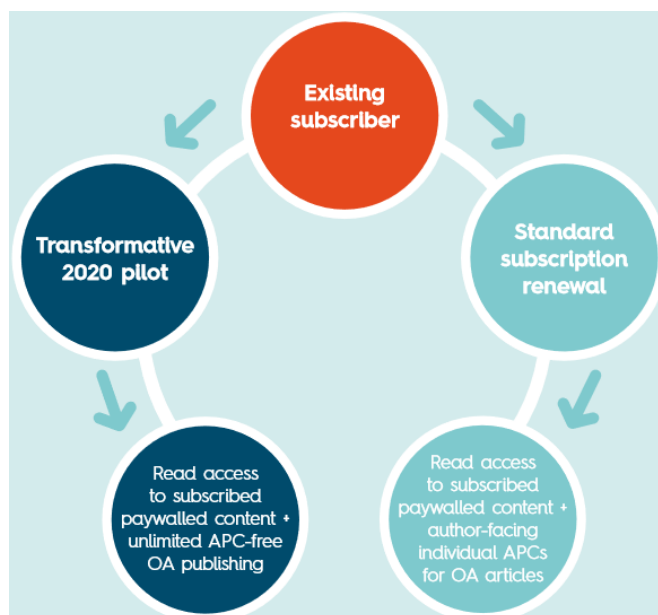 Existing
subscriber
Transformative
2020 pilot
Standard
subscription
renewal
Read access
to subscribed
paywalled content +
unlimited APC-free
OA publishing
Read access
to subscribed
paywalled content +
author-facing
individual APCs
for OA articles